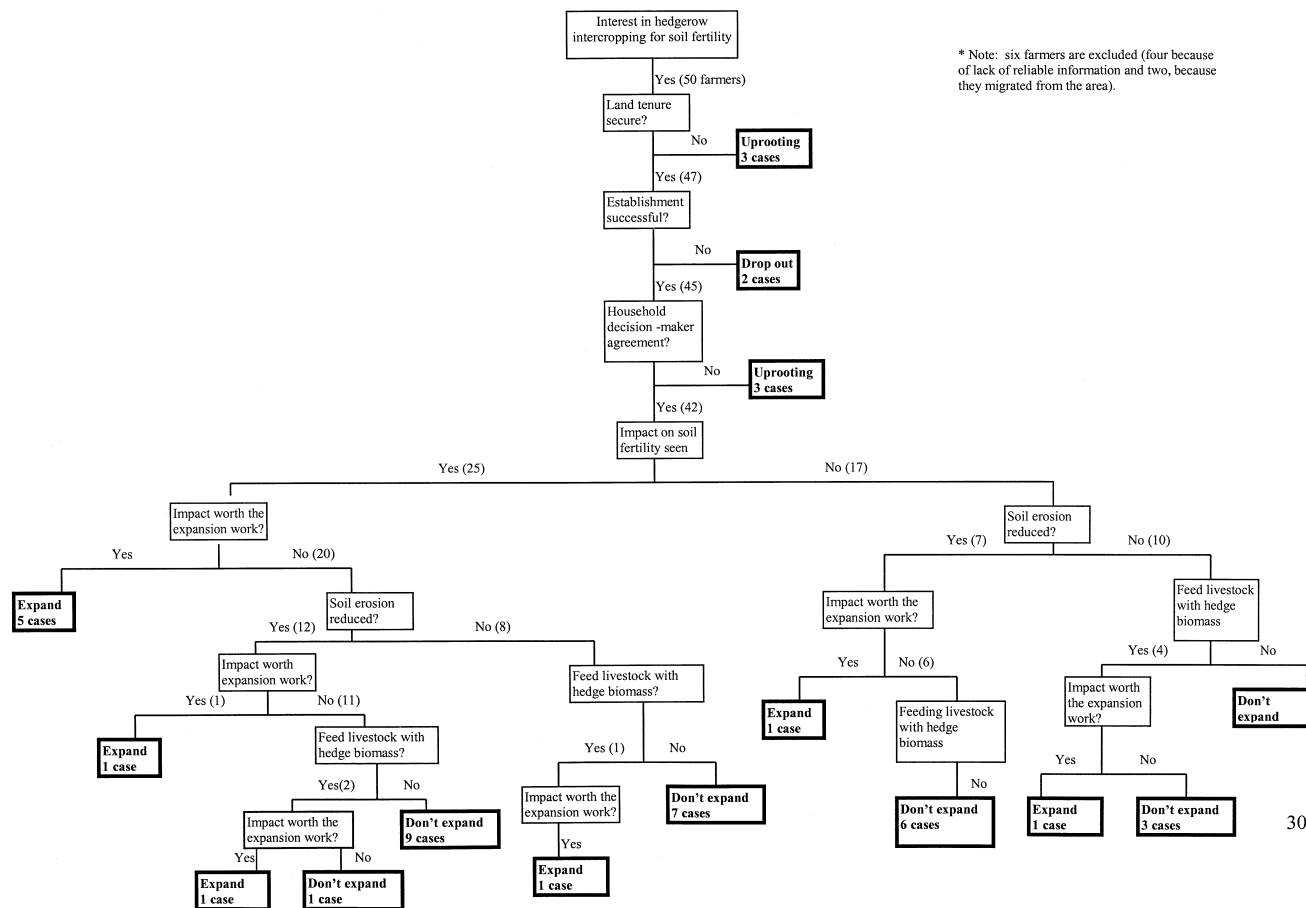 Interest in hedgerow
intercropping for soil fertility
* Note: six farmers are excluded (four because
of lack of reliable information and two, because
they migrated from the area).
Yes (50 farmers)
Land tenure
secure?
No
Uprooting
3 cases
Yes (47)
Establishment
successful?
No
Drop out
2 cases
Yes (45)
Household
decision -maker
agreement?
No
Uprooting
3 cases
Yes (42)
Impact on soil
fertility seen
Yes (25)
No (17)
Impact worth the
expansion work?
Soil erosion
reduced?
Yes
No (20)
Yes (7)
No (10)
Expand
5 cases
Soil erosion
reduced?
Impact worth the
expansion work?
Feed livestock
with hedge
biomass
Yes (12)
No (8)
Yes
No (6)
Yes (4)
No
Impact worth
expansion work?
Feed livestock with
hedge biomass?
Expand
1 case
Feeding livestock
with hedge
biomass
Impact worth
the expansion
work?
Don't
expand
Yes (1)
No (11)
Expand
1 case
Feed livestock with
hedge biomass?
Yes (1)
No
No
Yes
No
Yes(2)
No
Impact worth the
expansion work?
Don't expand
7 cases
Don't expand
6 cases
Expand
1 case
Don't expand
3 cases
Impact worth the
expansion work?
Don't expand
9 cases
30
Yes
No
Yes
Expand
1 case
Don't expand
1 case
Expand
1 case